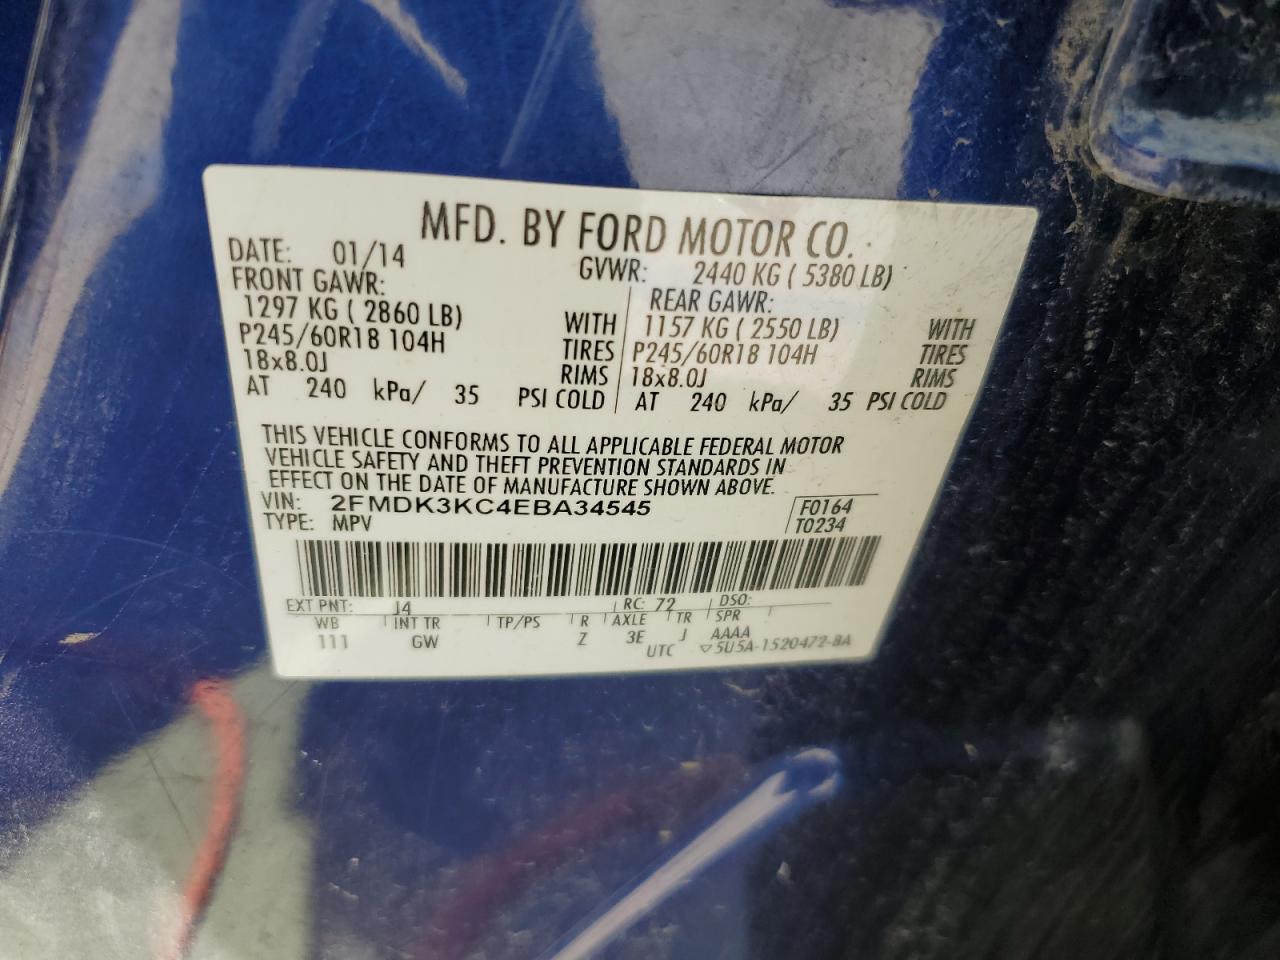 MFD. BY FORD MOTOR CO.
DATE: 01/14 GVWR: 2440 KG ( 5380 LB)
FRONT GAWR: REAR GAWR:
1297 KG ( 2860 LB) WITH 1157 KG ( 2550 LB) WITH
P245/60R18 104H TIRES P245/60R18 104H TIRES
18x8.0J RIMS 18x8.0J RIMS
AT 240 kPa/ 35 PSI COLD AT 240 kPa/ 35 PSI COLD
THIS VEHICLE CONFORMS TO ALL APPLICABLE FEDERAL MOTOR
VEHICLE SAFETY AND THEFT PREVENTION STANDARDS IN
EFFECT ON THE DATE OF MANUFACTURE SHOWN ABOVE.
VIN: 2FMDK3KC4EBA34545 F0164
TYPE: MPV T0234
EXT PNT: J4 RC: 72 DSO:
WB INT TR TP/PS R AXLE TR SPR
111 GW Z 3E J AAAA
UTC ▽5U5A-1520472-BA